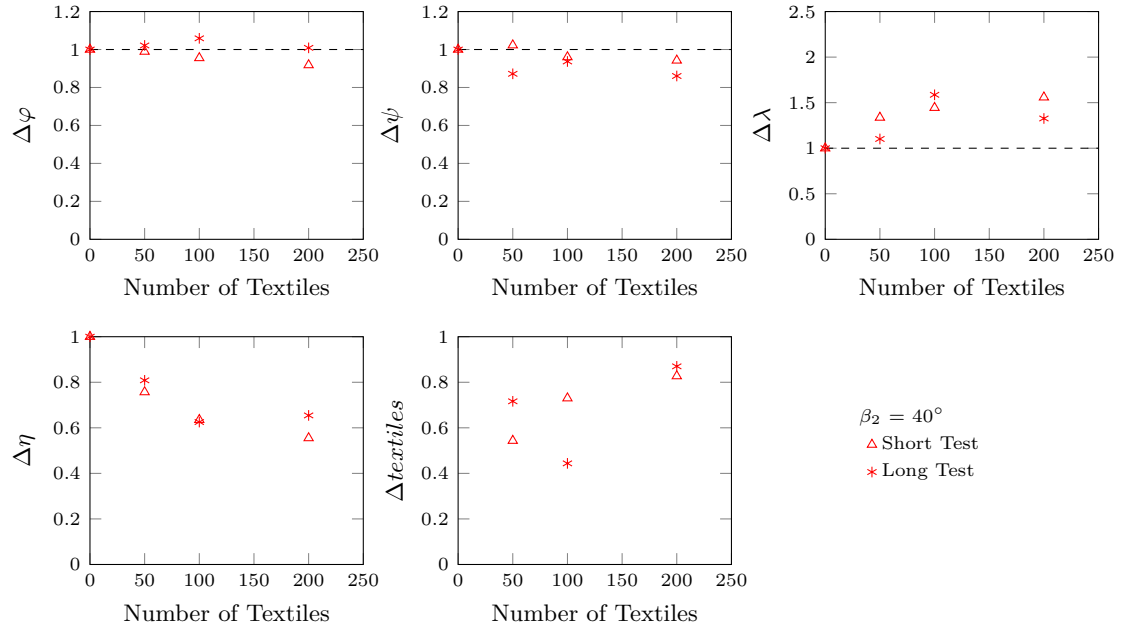 0 50 100 150 200 250
0
0.2
0.4
0.6
0.8
1
1.2
Number of Textiles
Δφ
0 50 100 150 200 250
0
0.2
0.4
0.6
0.8
1
1.2
Number of Textiles
Δψ
0 50 100 150 200 250
0
0.5
1
1.5
2
2.5
Number of Textiles
Δλ
0 50 100 150 200 250
0
0.2
0.4
0.6
0.8
1
Number of Textiles
Δη
0 50 100 150 200 250
0
0.2
0.4
0.6
0.8
1
Number of Textiles
Δtextiles
β₂ = 40°
Short Test
Long Test